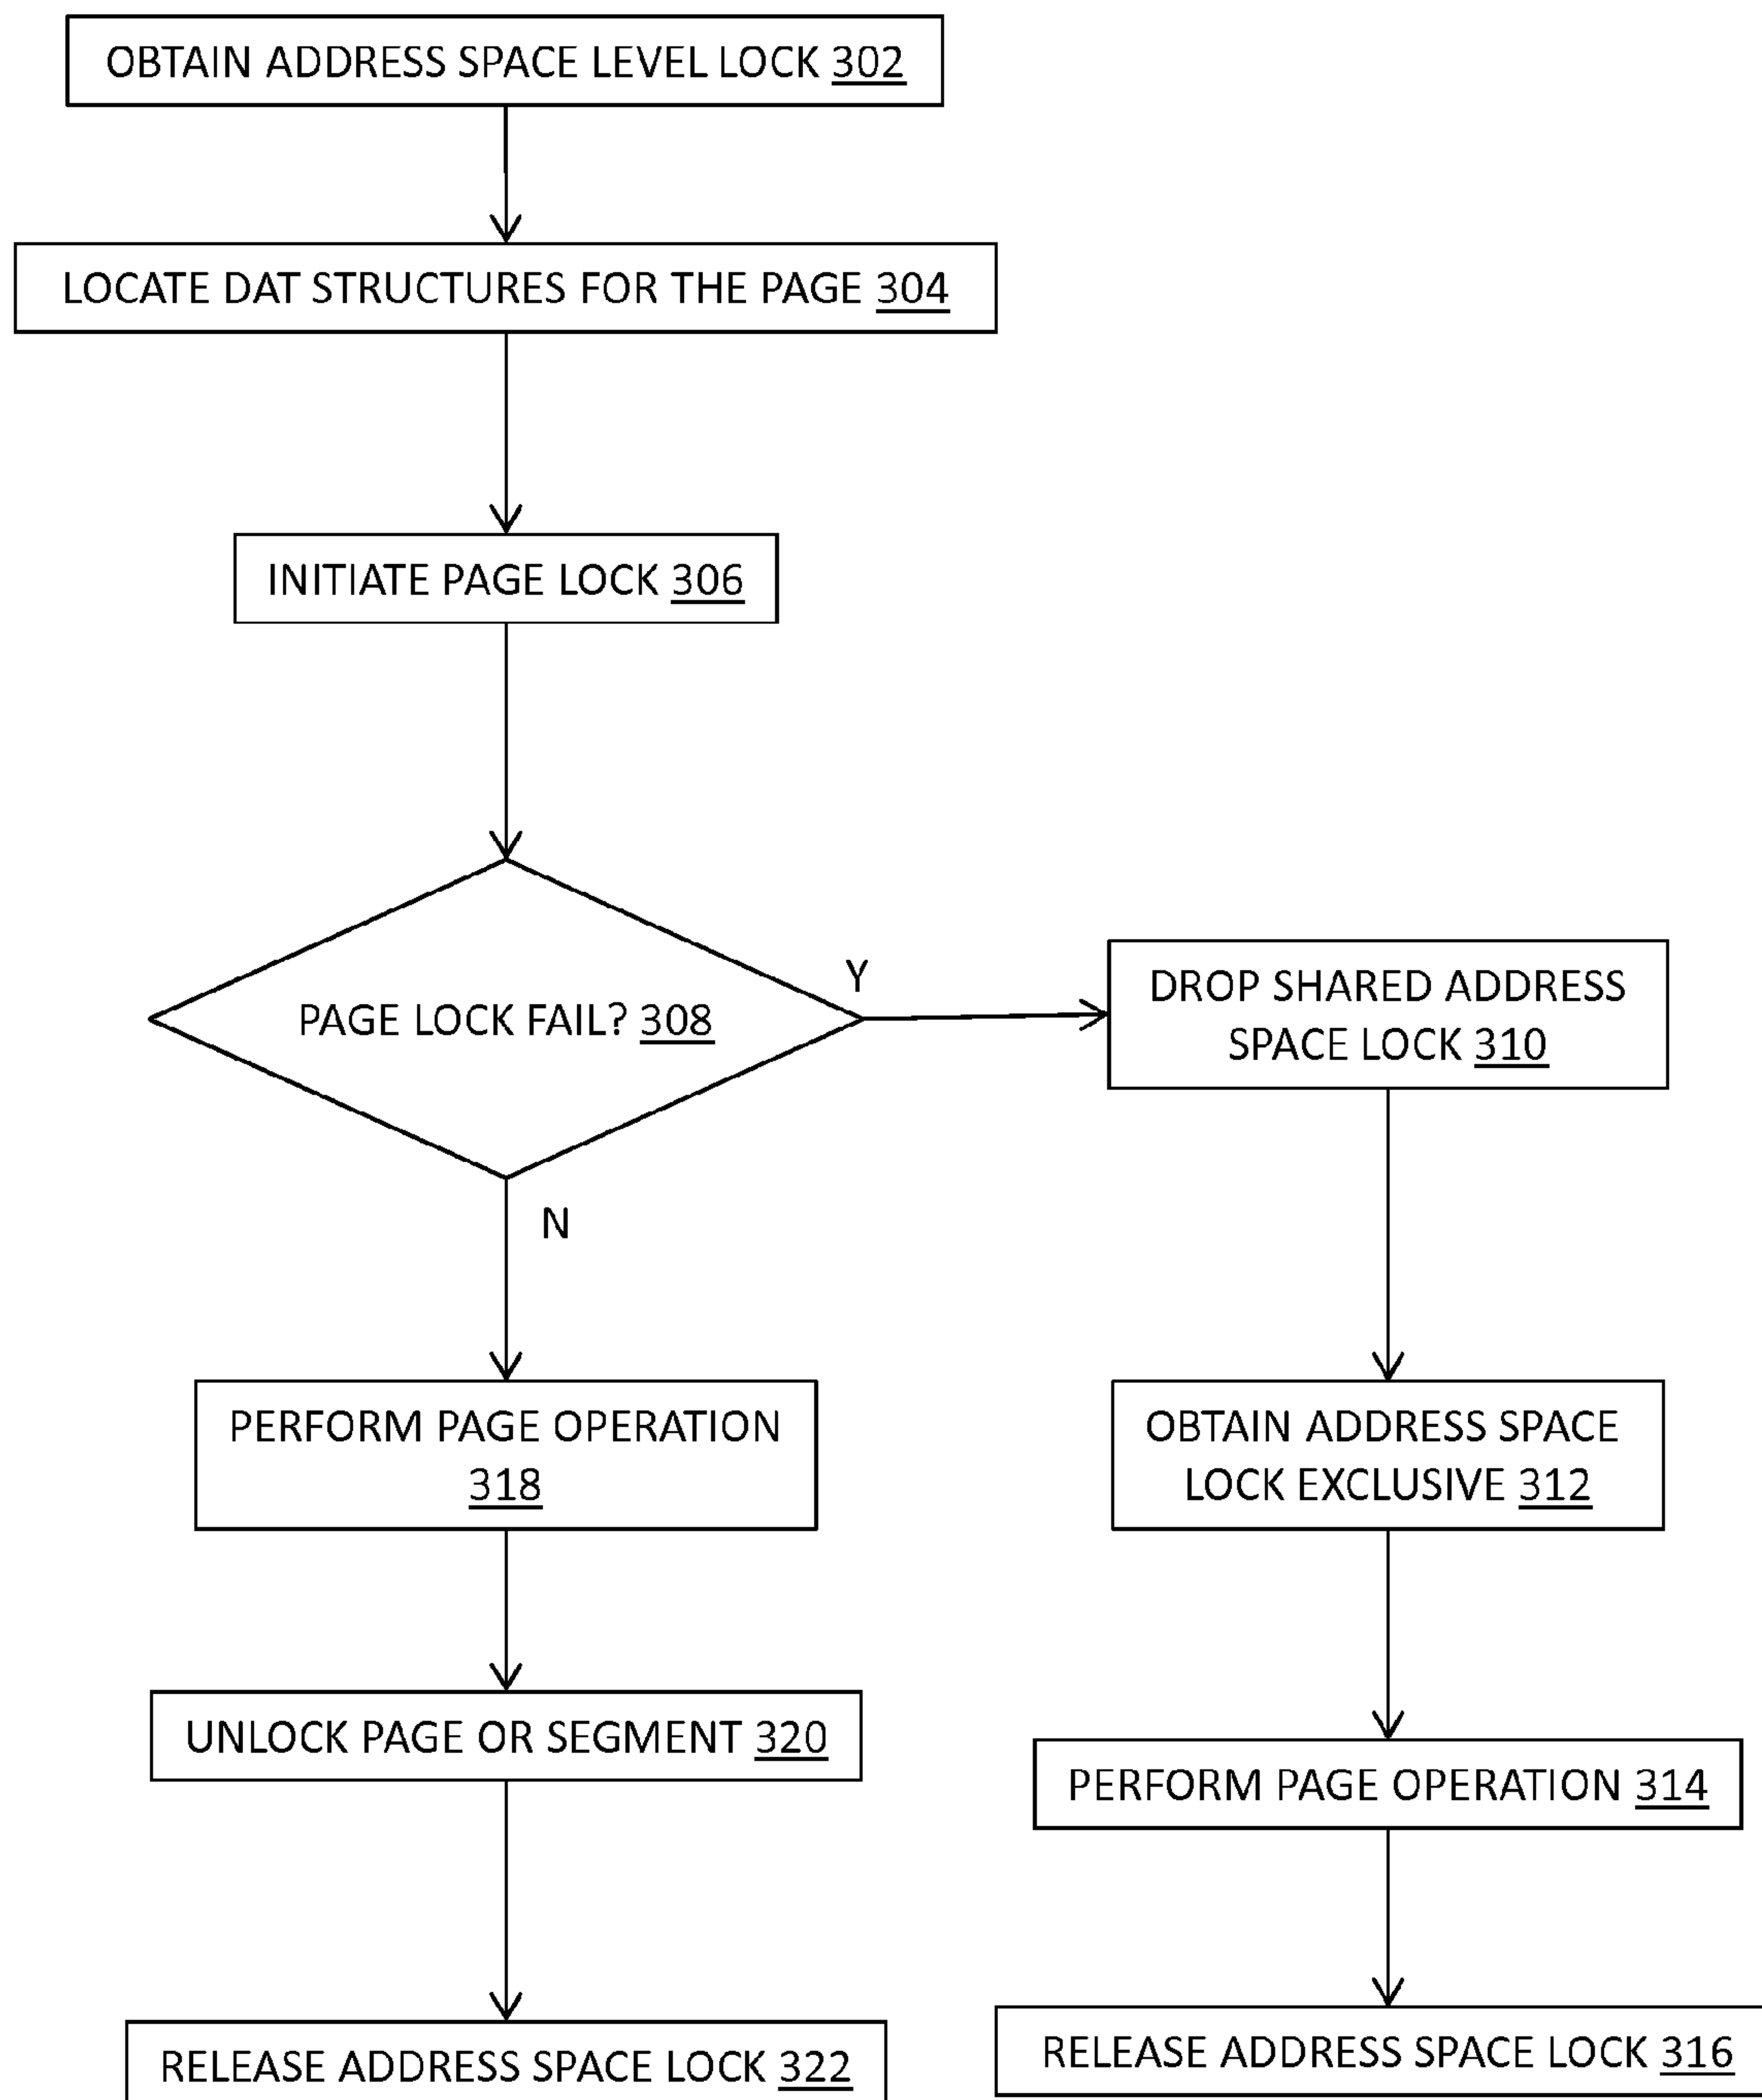 OBTAIN ADDRESS SPACE LEVEL LOCK 302
LOCATE DAT STRUCTURES FOR THE PAGE 304
INITIATE PAGE LOCK 306
PAGE LOCK FAIL? 308
Y
DROP SHARED ADDRESS
SPACE LOCK 310
N
PERFORM PAGE OPERATION
318
OBTAIN ADDRESS SPACE
LOCK EXCLUSIVE 312
UNLOCK PAGE OR SEGMENT 320
PERFORM PAGE OPERATION 314
RELEASE ADDRESS SPACE LOCK 322
RELEASE ADDRESS SPACE LOCK 316